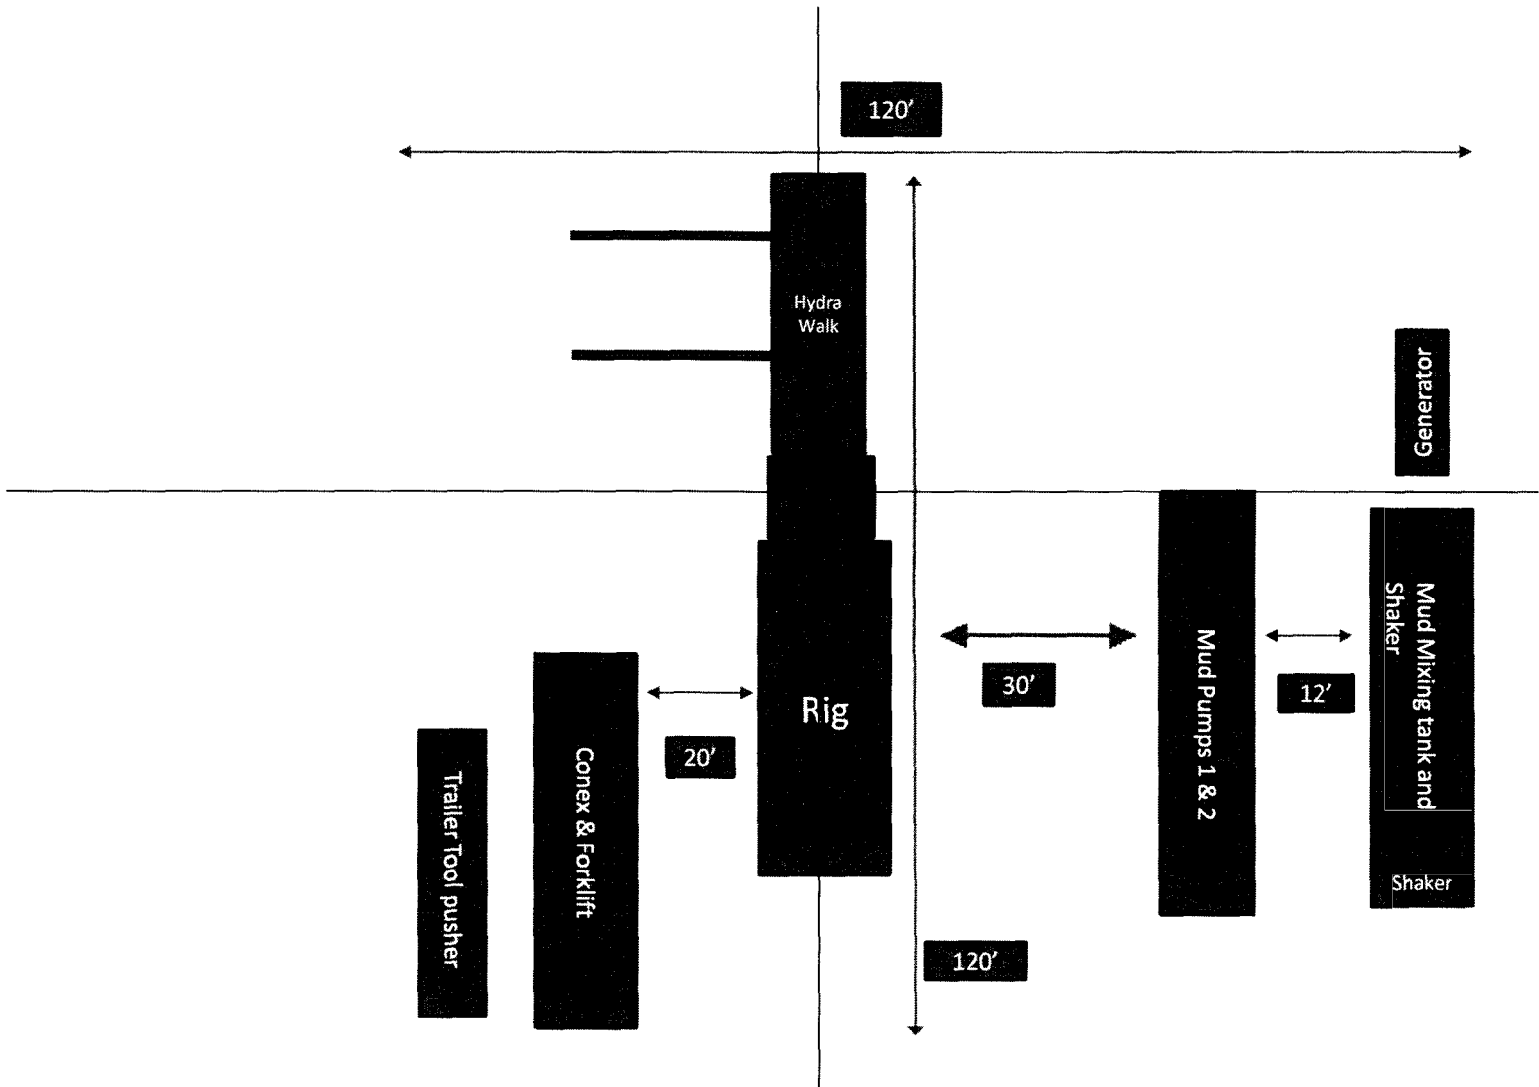 120'
Hydra
Walk
Generator
Mud Mixing tank and
Shaker
Mud Pumps 1 & 2
30'
12'
Rig
20'
Conex & Forklift
Trailer Tool pusher
Shaker
120'